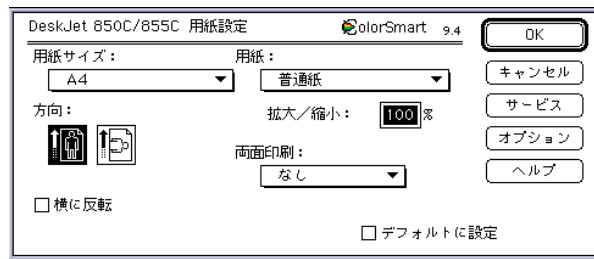 DeskJet 850C/855C 用紙設定 ColorSmart 9.4 OK
用紙サイズ： 用紙：
A4 普通紙 キャンセル
方向： 拡大／縮小： 100 % サービス
オプション
両面印刷：
なし ヘルプ
横に反転
デフォルトに設定